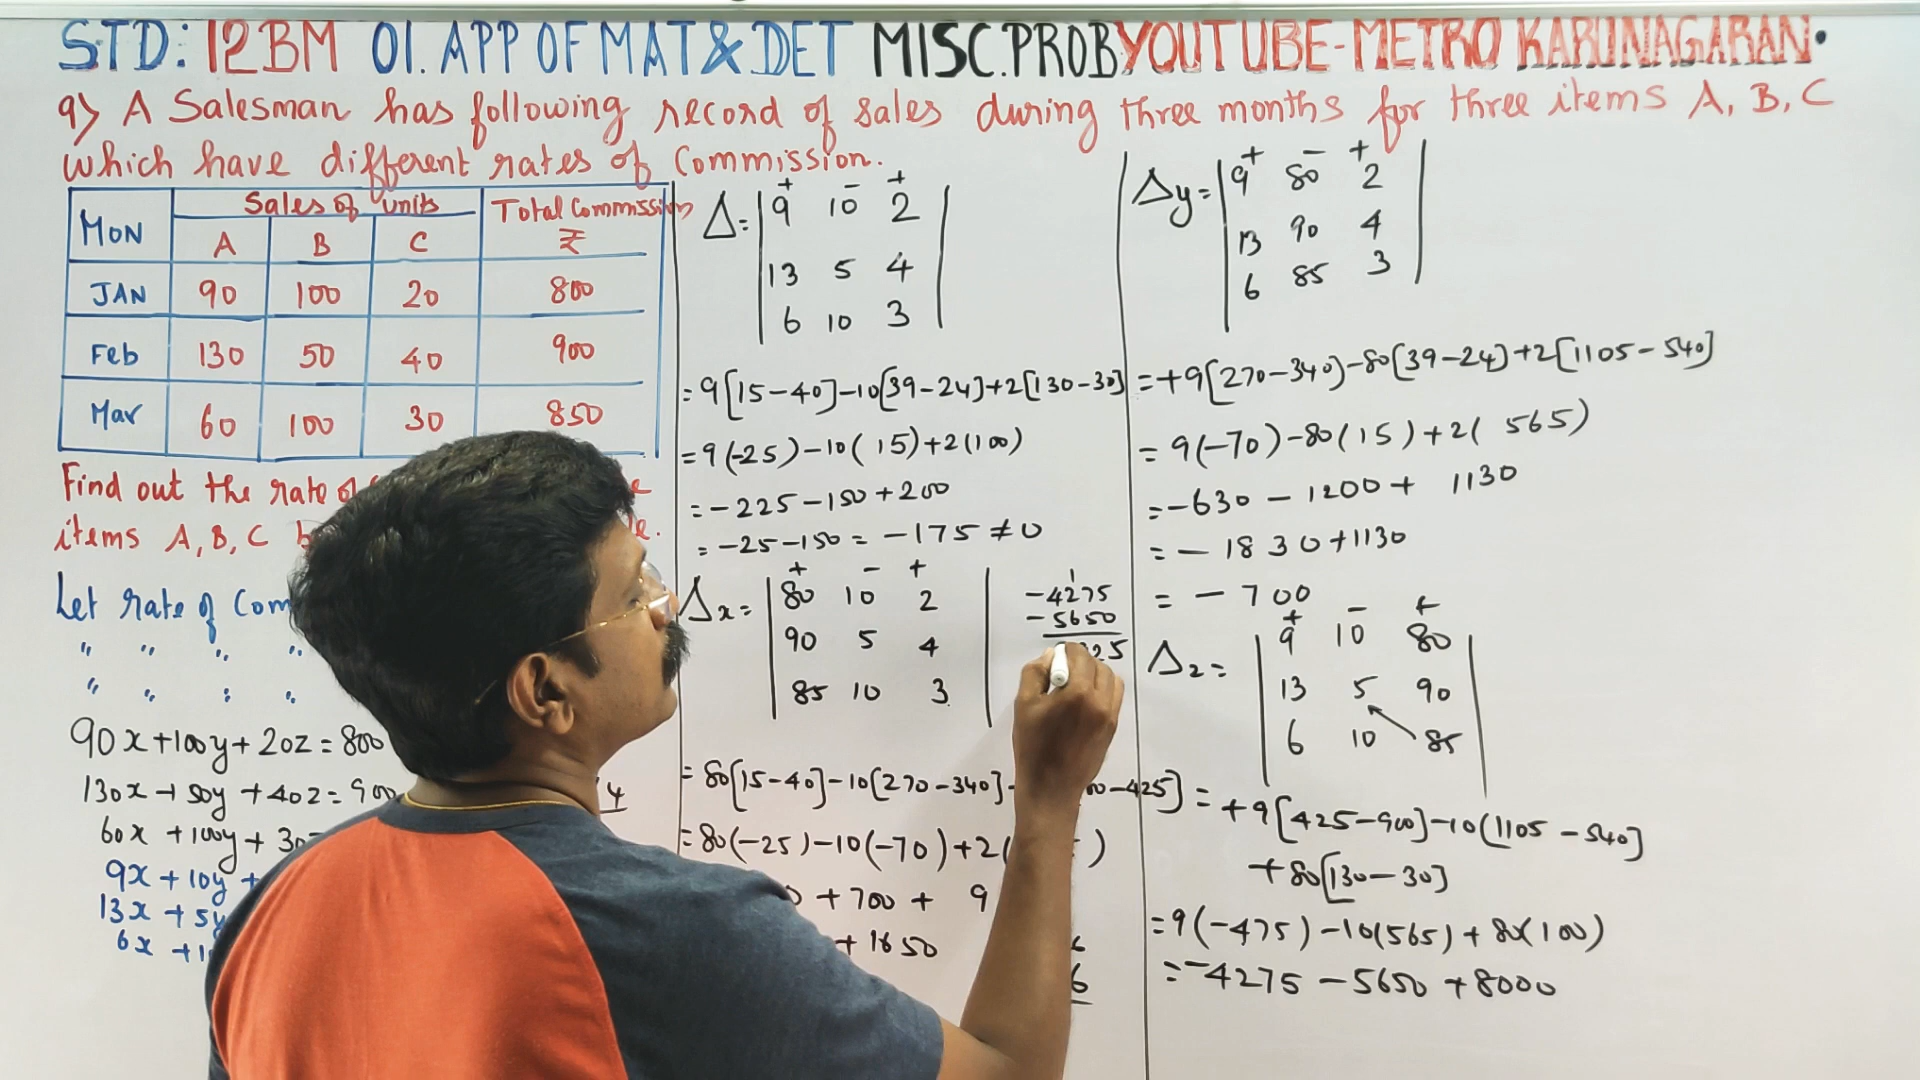 STD: 12BM 01. APP OF MAT & DET MISC. PROB YOUTUBE-METRO KARUNAGARAN.
9) A Salesman has following record of sales during three months for three items A, B, C
which have different rates of Commission.
MON Sales of units Total Commission ₹
A B C
JAN 90 100 20 800
Feb 130 50 40 900
Mar 60 100 30 850
Find out the rate of
items A, B, C
Let rate of Com
" " " "
" " : "
90x+100y+20z=800
130x+50y+40z=900
60x+100y+30
9x+10y+
13x+5y
6x+1
Δ= | 9 10 2 |
+ − +
13 5 4
6 10 3
=9[15-40]-10[39-24]+2[130-30]
=9(-25)-10(15)+2(100)
=-225-150+200
=-25-150=-175≠0
+ − +
Δx= | 80 10 2 |
90 5 4
85 10 3
1
-4275
-5650
25
=80[15-40]-10[270-340]
-425]
=80(-25)-10(-70)+2(
)
+700+ 9
+1650
6
+ − +
Δy= | 9 80 2 |
13 90 4
6 85 3
=+9[270-340)-80[39-24]+2[1105-540]
=9(-70)-80(15)+2( 565)
=-630-1200+ 1130
=-1830+1130
=-700
+ − +
Δz= | 9 10 80 |
13 5 90
6 10 85
=+9[425-900]-10(1105-540]
+80[130-30]
=9(-475)-10(565)+80(100)
=-4275-5650+8000